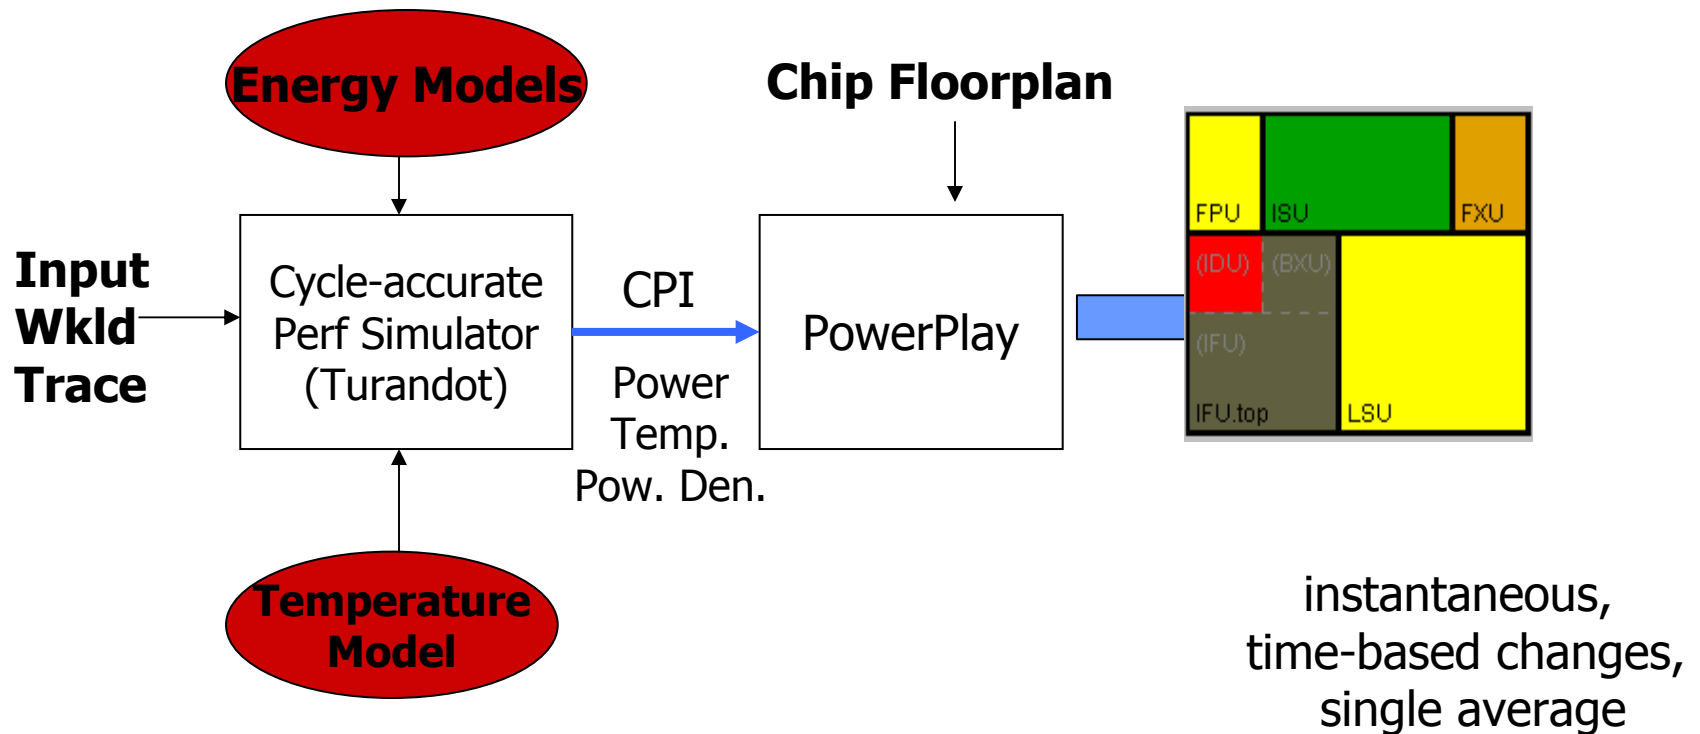 Energy Models
Chip Floorplan
Input
Wkld
Trace
Cycle-accurate
Perf Simulator
(Turandot)
CPI
Power
Temp.
Pow. Den.
PowerPlay
FPU
ISU
FXU
(IDU)
(BXU)
(IFU)
IFU.top
LSU
Temperature
Model
instantaneous,
time-based changes,
single average